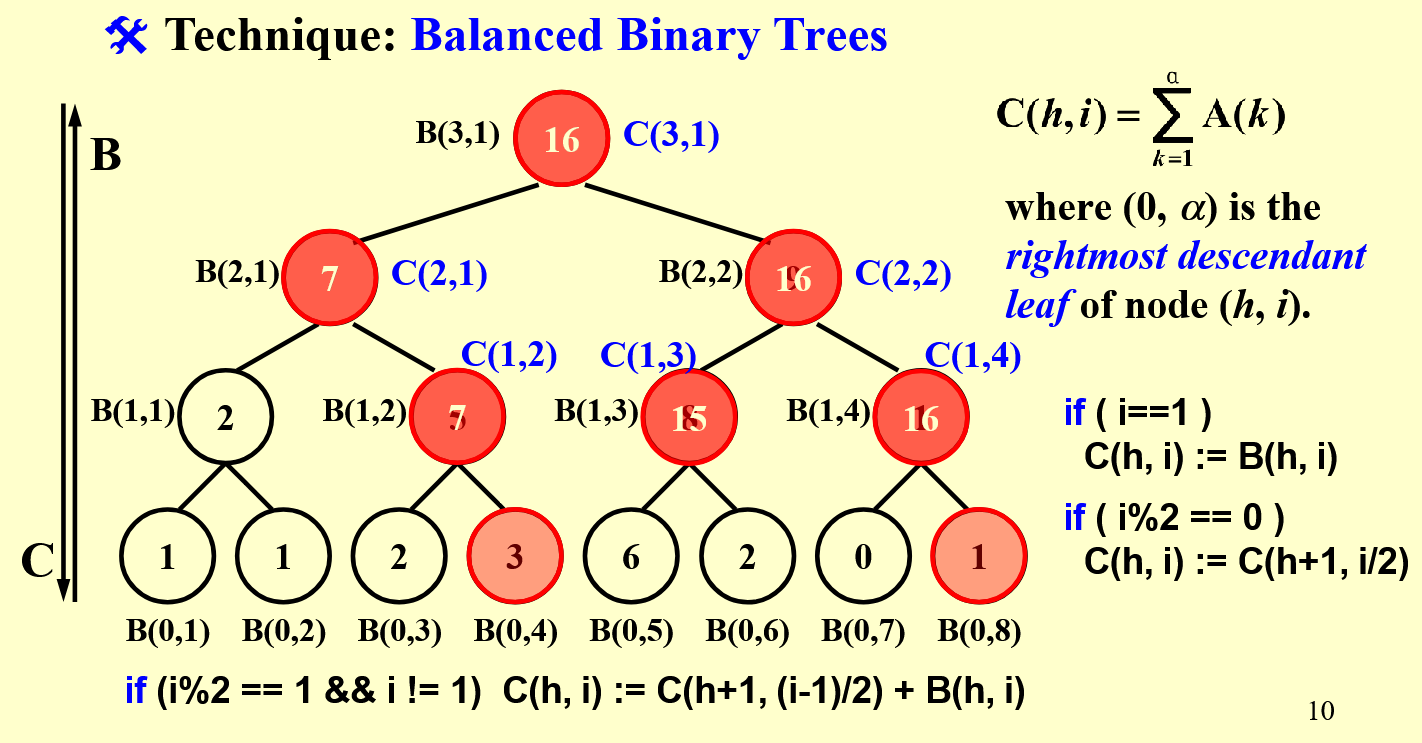 Technique: Balanced Binary Trees
B
B(3,1) 16 C(3,1)
C(h, i) = α ∑ k=1 A(k)
where (0, α) is the
rightmost descendant
leaf of node (h, i).
B(2,1) 7 C(2,1) B(2,2) 16 C(2,2)
C(1,2) C(1,3) C(1,4)
B(1,1) 2 B(1,2) 7 B(1,3) 15 B(1,4) 16
if ( i==1 )
C(h, i) := B(h, i)
if ( i%2 == 0 )
C(h, i) := C(h+1, i/2)
C
1 1 2 3 6 2 0 1
B(0,1) B(0,2) B(0,3) B(0,4) B(0,5) B(0,6) B(0,7) B(0,8)
if (i%2 == 1 && i != 1) C(h, i) := C(h+1, (i-1)/2) + B(h, i)
10